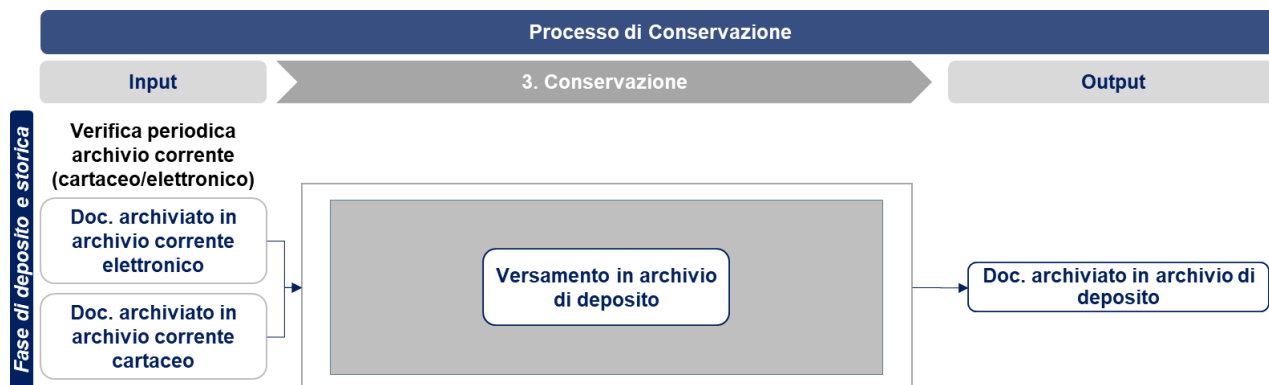 Processo di Conservazione
Input
3. Conservazione
Output
Fase di deposito e storica
Verifica periodica
archivio corrente
(cartaceo/elettronico)
Doc. archiviato in
archivio corrente
elettronico
Doc. archiviato in
archivio corrente
cartaceo
Versamento in archivio
di deposito
Doc. archiviato in archivio di
deposito